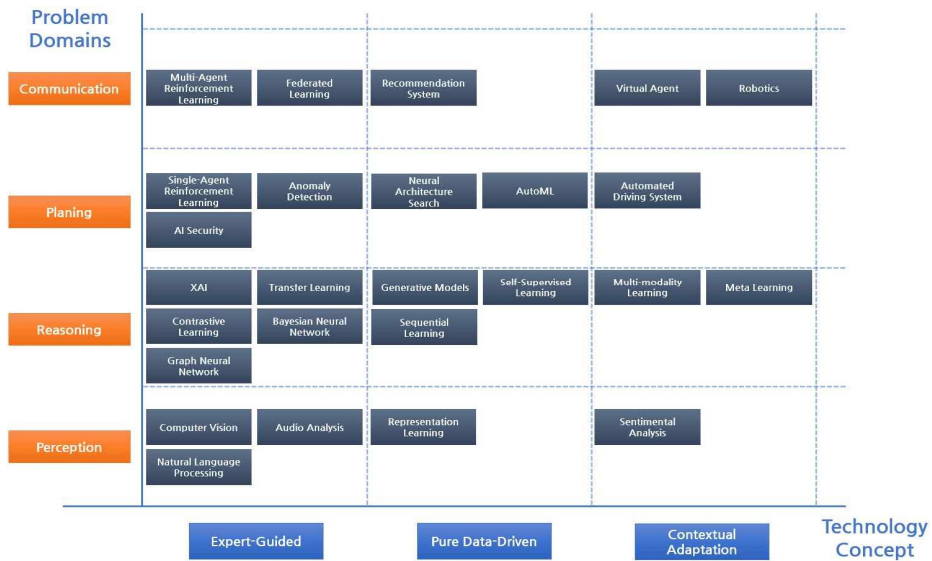 Problem
Domains
Communication
Multi-Agent
Reinforcement
Learning
Federated
Learning
Recommendation
System
Virtual Agent
Robotics
Planing
Single-Agent
Reinforcement
Learning
Anomaly
Detection
Neural
Architecture
Search
AutoML
Automated
Driving System
AI Security
Reasoning
XAI
Transfer Learning
Generative Models
Self-Supervised
Learning
Multi-modality
Learning
Meta Learning
Contrastive
Learning
Bayesian Neural
Network
Sequential
Learning
Graph Neural
Network
Perception
Computer Vision
Audio Analysis
Representation
Learning
Sentimental
Analysis
Natural Language
Processing
Expert-Guided
Pure Data-Driven
Contextual
Adaptation
Technology
Concept